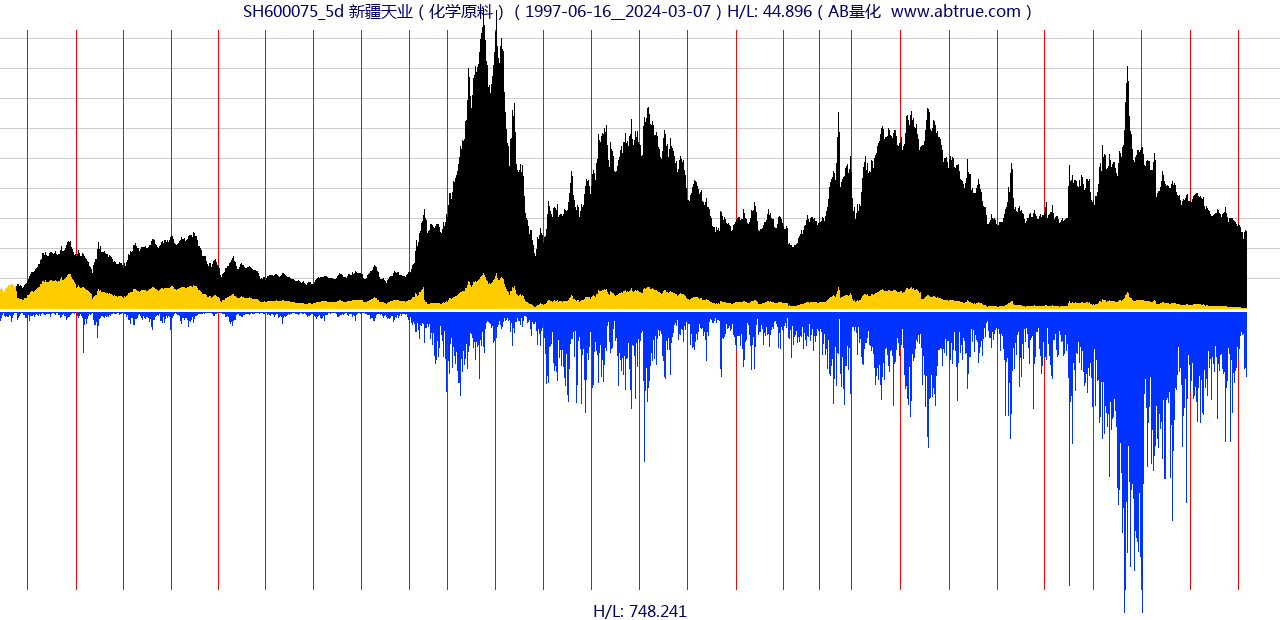 SH600075_5d 新疆天业 ( 化学原料 ) ( 1997-06-16__2024-03-07 ) H/L: 44.896 ( AB量化  www.abtrue.com )
H/L: 748.241